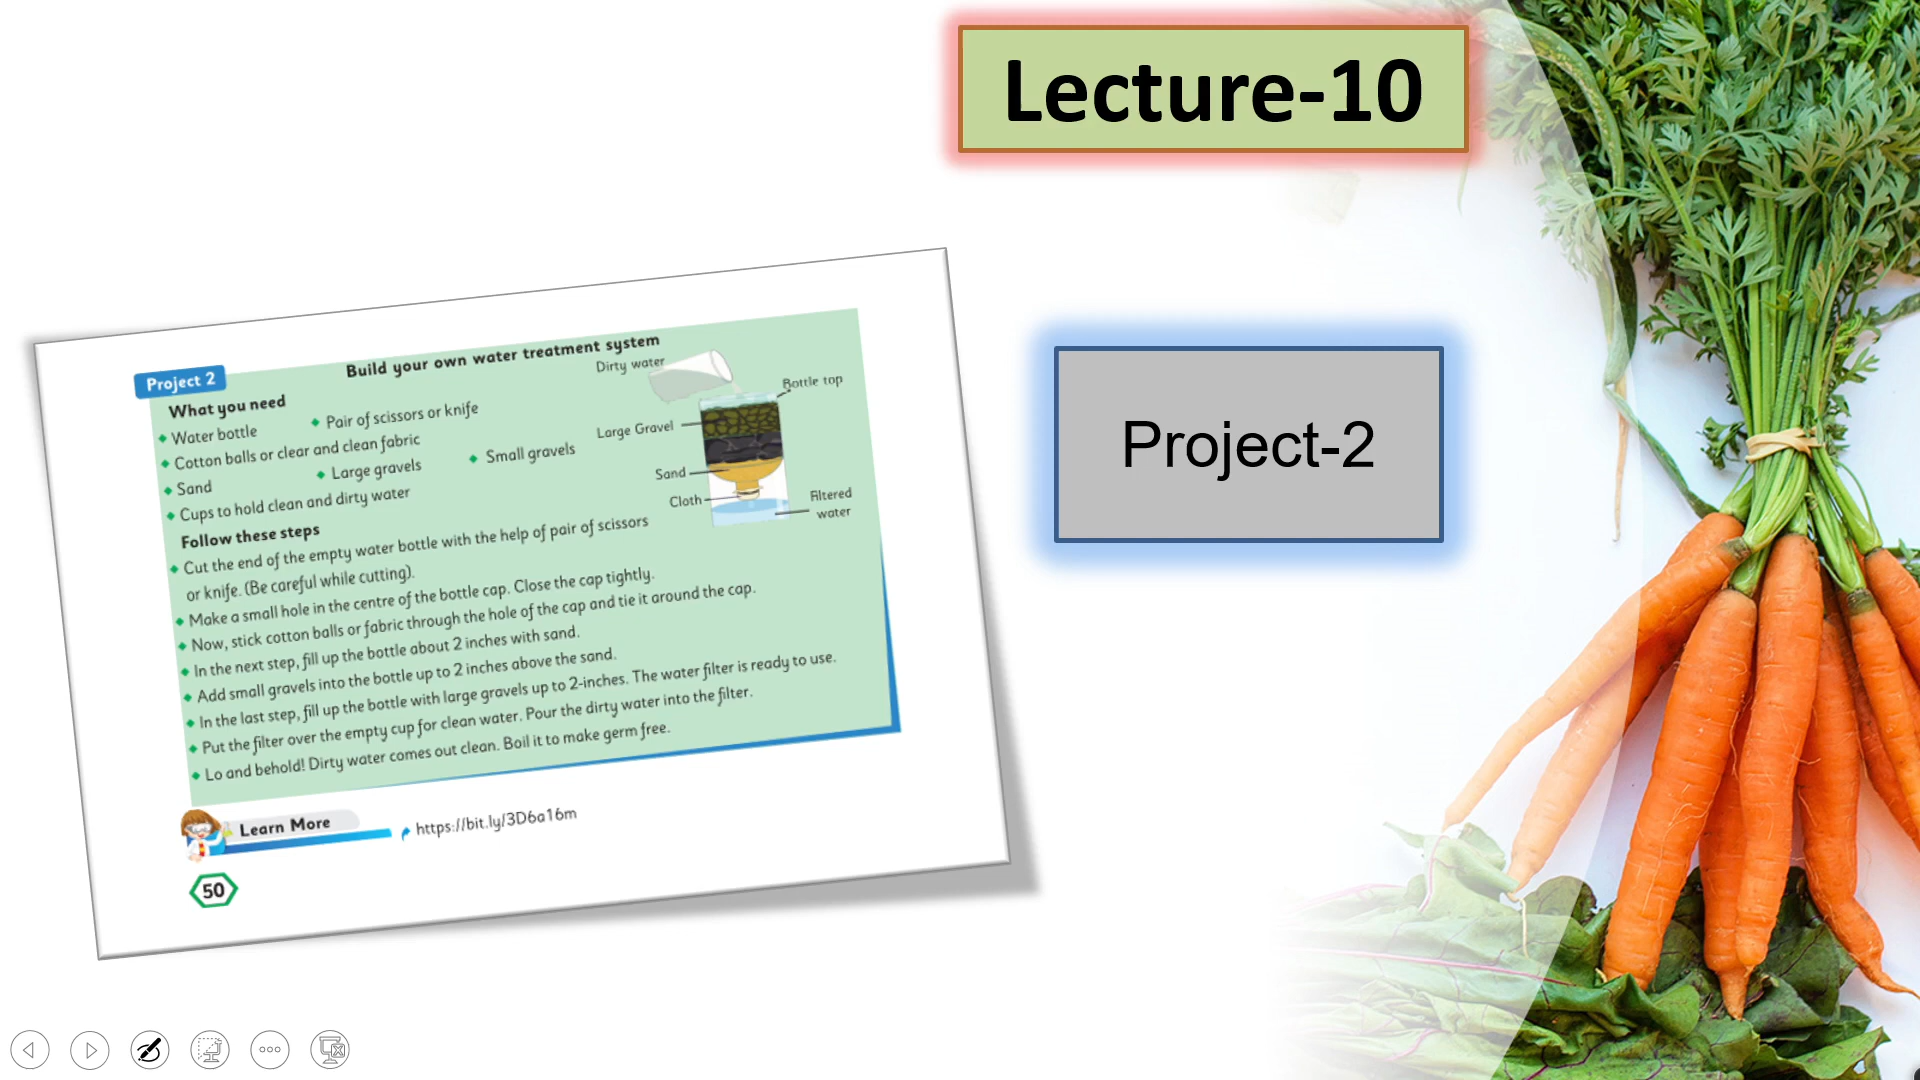 Lecture-10
Project 2
Build your own water treatment system
What you need
Water bottle
Pair of scissors or knife
Cotton balls or clear and clean fabric
Sand
Large gravels
Small gravels
Cups to hold clean and dirty water
Dirty water
Bottle top
Large Gravel
Sand
Cloth
Filtered
water
Follow these steps
Cut the end of the empty water bottle with the help of pair of scissors
or knife. (Be careful while cutting).
Make a small hole in the centre of the bottle cap. Close the cap tightly.
Now, stick cotton balls or fabric through the hole of the cap and tie it around the cap.
In the next step, fill up the bottle about 2 inches with sand.
Add small gravels into the bottle up to 2 inches above the sand.
In the last step, fill up the bottle with large gravels up to 2-inches. The water filter is ready to use.
Put the filter over the empty cup for clean water. Pour the dirty water into the filter.
Lo and behold! Dirty water comes out clean. Boil it to make germ free.
Learn More
https://bit.ly/3D6a16m
50
Project-2